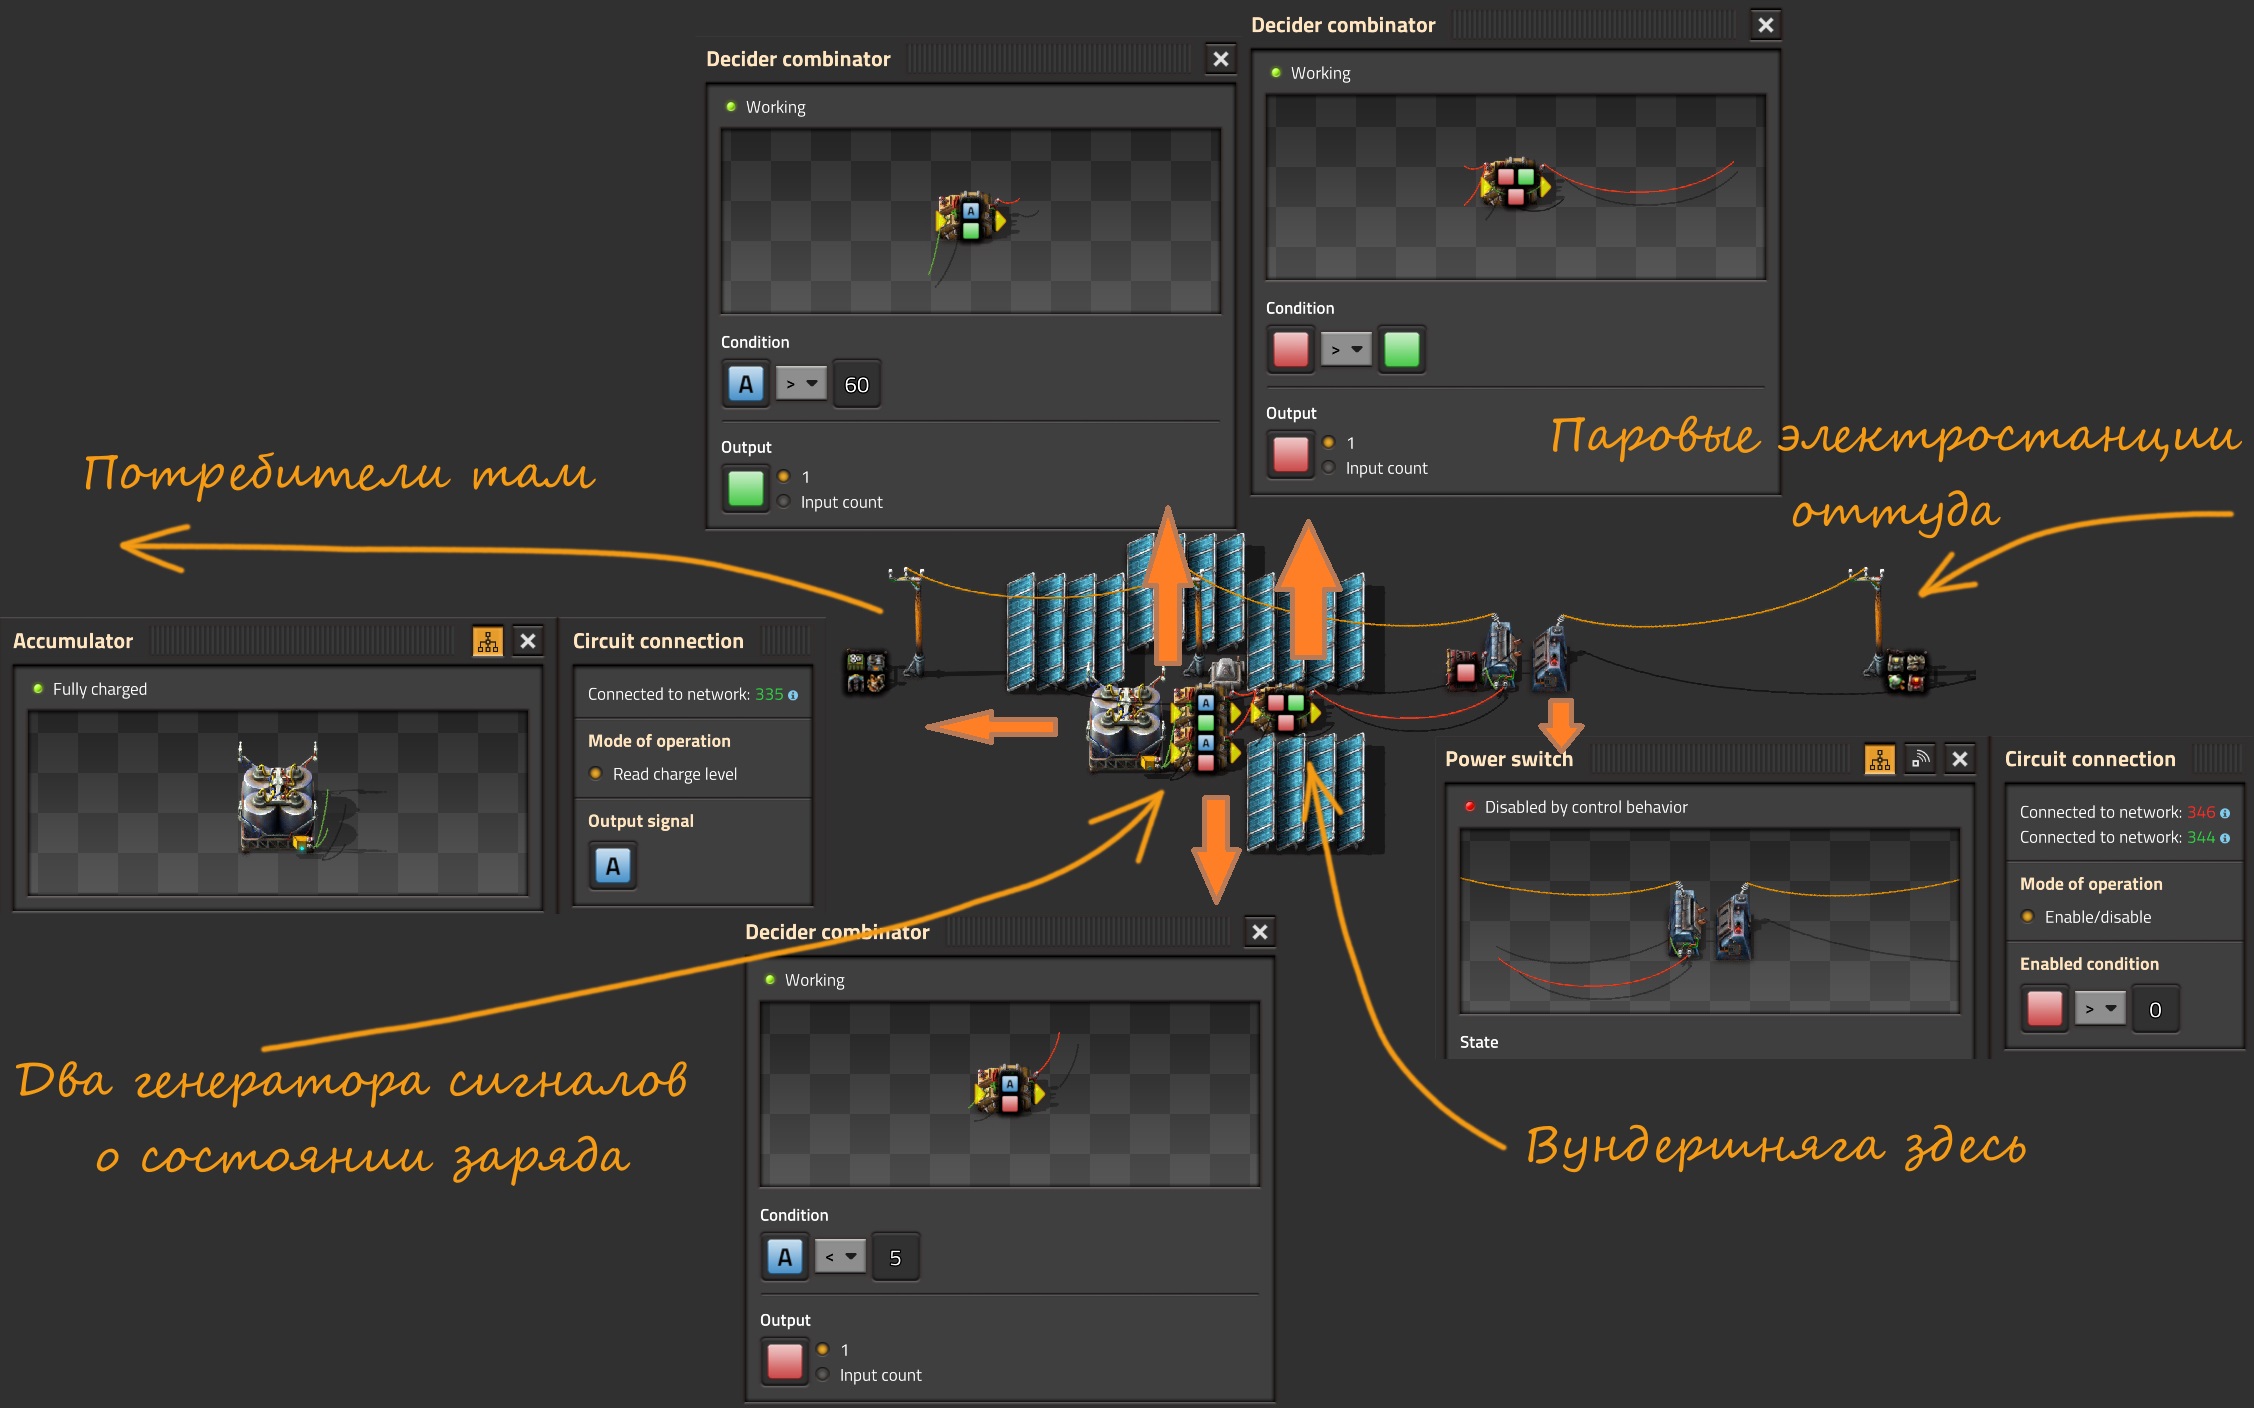 Decider combinator
Working
Condition
A > 60
Output
1
Input count
Decider combinator
Working
Condition
>
Output
1
Input count
Паровые электростанции
оттуда
Потребители там
Accumulator
Fully charged
Circuit connection
Connected to network: 335
Mode of operation
Read charge level
Output signal
A
A
A
Power switch
Disabled by control behavior
State
Circuit connection
Connected to network: 346
Connected to network: 344
Mode of operation
Enable/disable
Enabled condition
> 0
Два генератора сигналов
о состоянии заряда
Decider combinator
Working
A
Condition
A < 5
Output
1
Input count
Вундершняга здесь